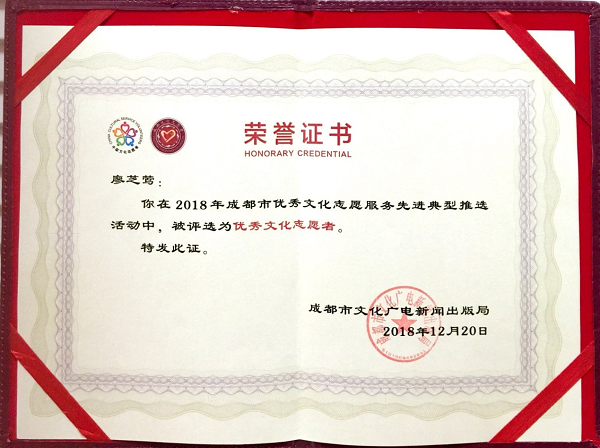 荣誉证书
HONORARY CREDENTIAL
廖芝莺：
你在2018年成都市优秀文化志愿服务先进典型推选
活动中，被评选为优秀文化志愿者。
特发此证。
成都市文化广电新闻出版局
2018年12月20日